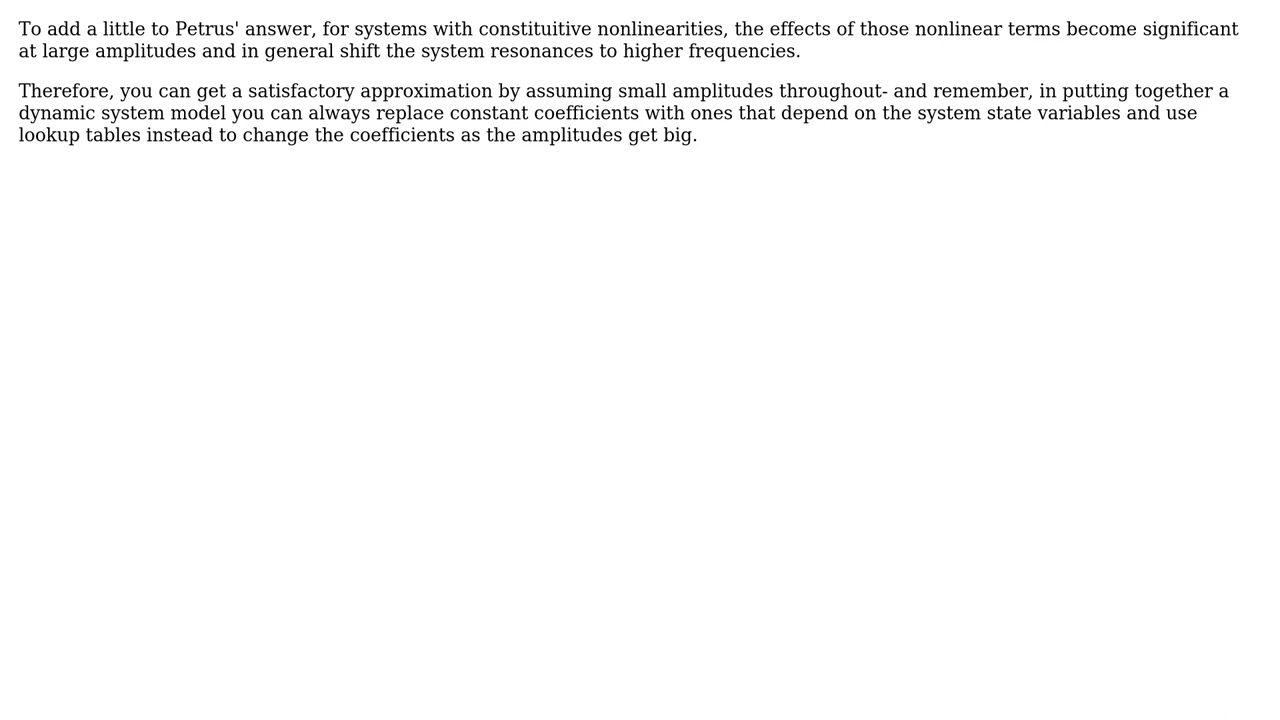 To add a little to Petrus' answer, for systems with constituitive nonlinearities, the effects of those nonlinear terms become significant
at large amplitudes and in general shift the system resonances to higher frequencies.
Therefore, you can get a satisfactory approximation by assuming small amplitudes throughout- and remember, in putting together a
dynamic system model you can always replace constant coefficients with ones that depend on the system state variables and use
lookup tables instead to change the coefficients as the amplitudes get big.